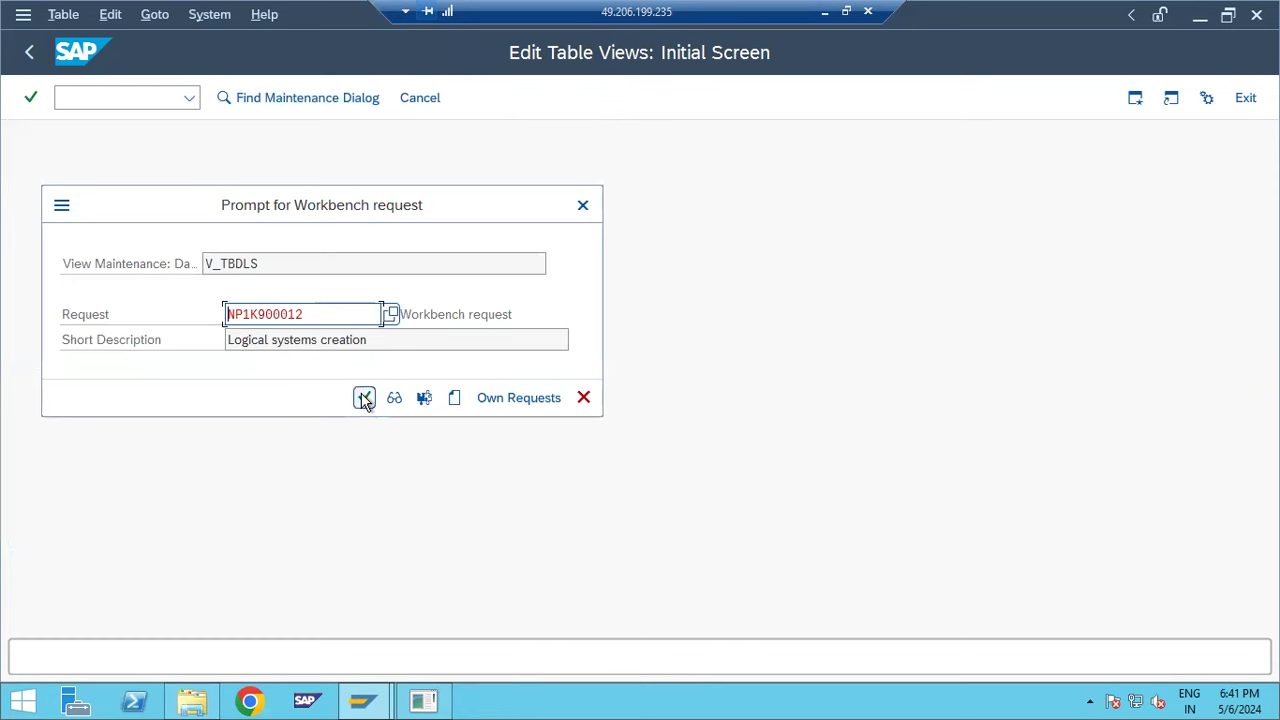 Table Edit Goto System Help
49.206.199.235
SAP
Edit Table Views: Initial Screen
Find Maintenance Dialog Cancel Exit
Prompt for Workbench request
View Maintenance: Da.. V_TBDLS
Request NP1K900012 Workbench request
Short Description Logical systems creation
Own Requests
SAP
ENG 6:41 PM
IN 5/6/2024